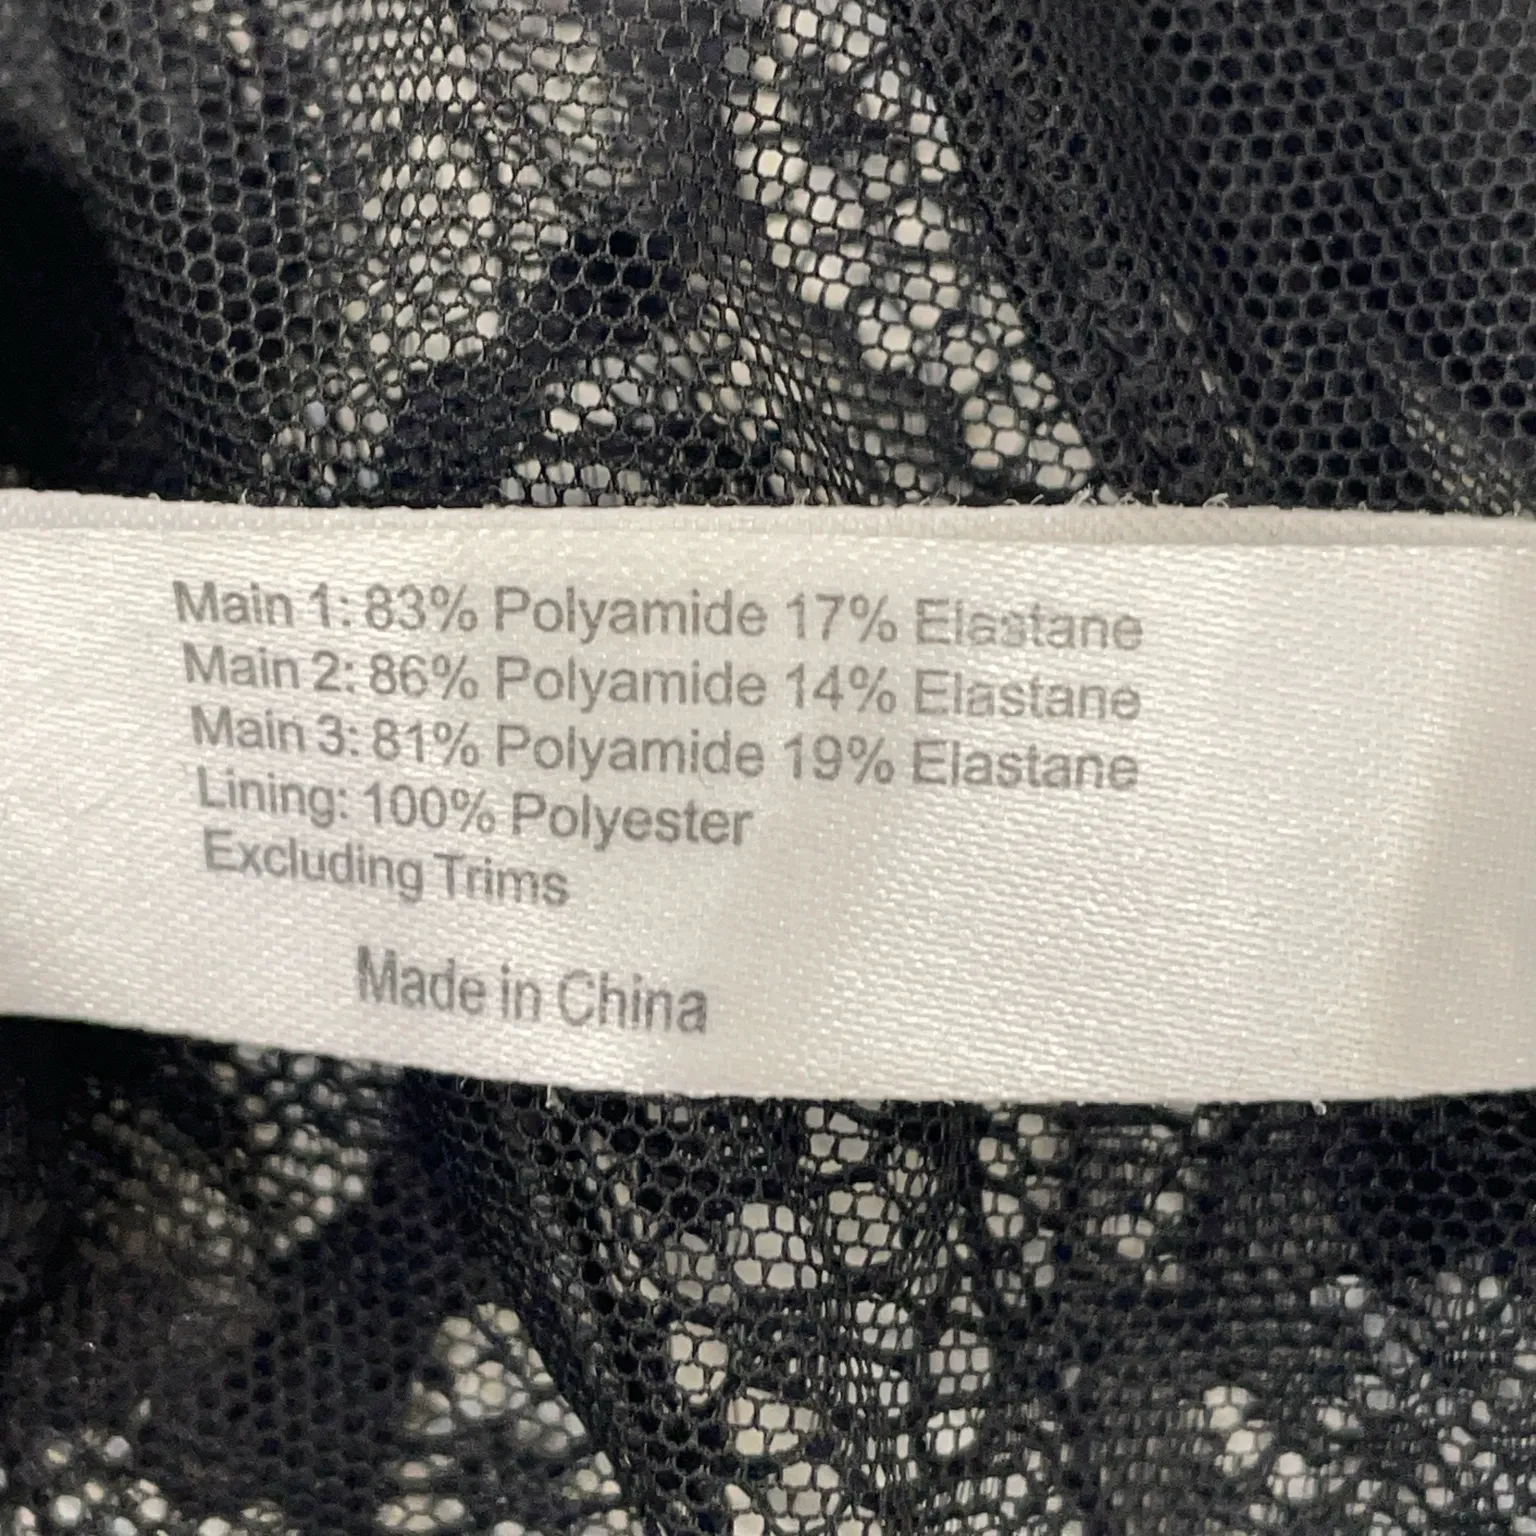 Main 1: 83% Polyamide 17% Elastane
Main 2: 86% Polyamide 14% Elastane
Main 3: 81% Polyamide 19% Elastane
Lining: 100% Polyester
Excluding Trims
Made in China